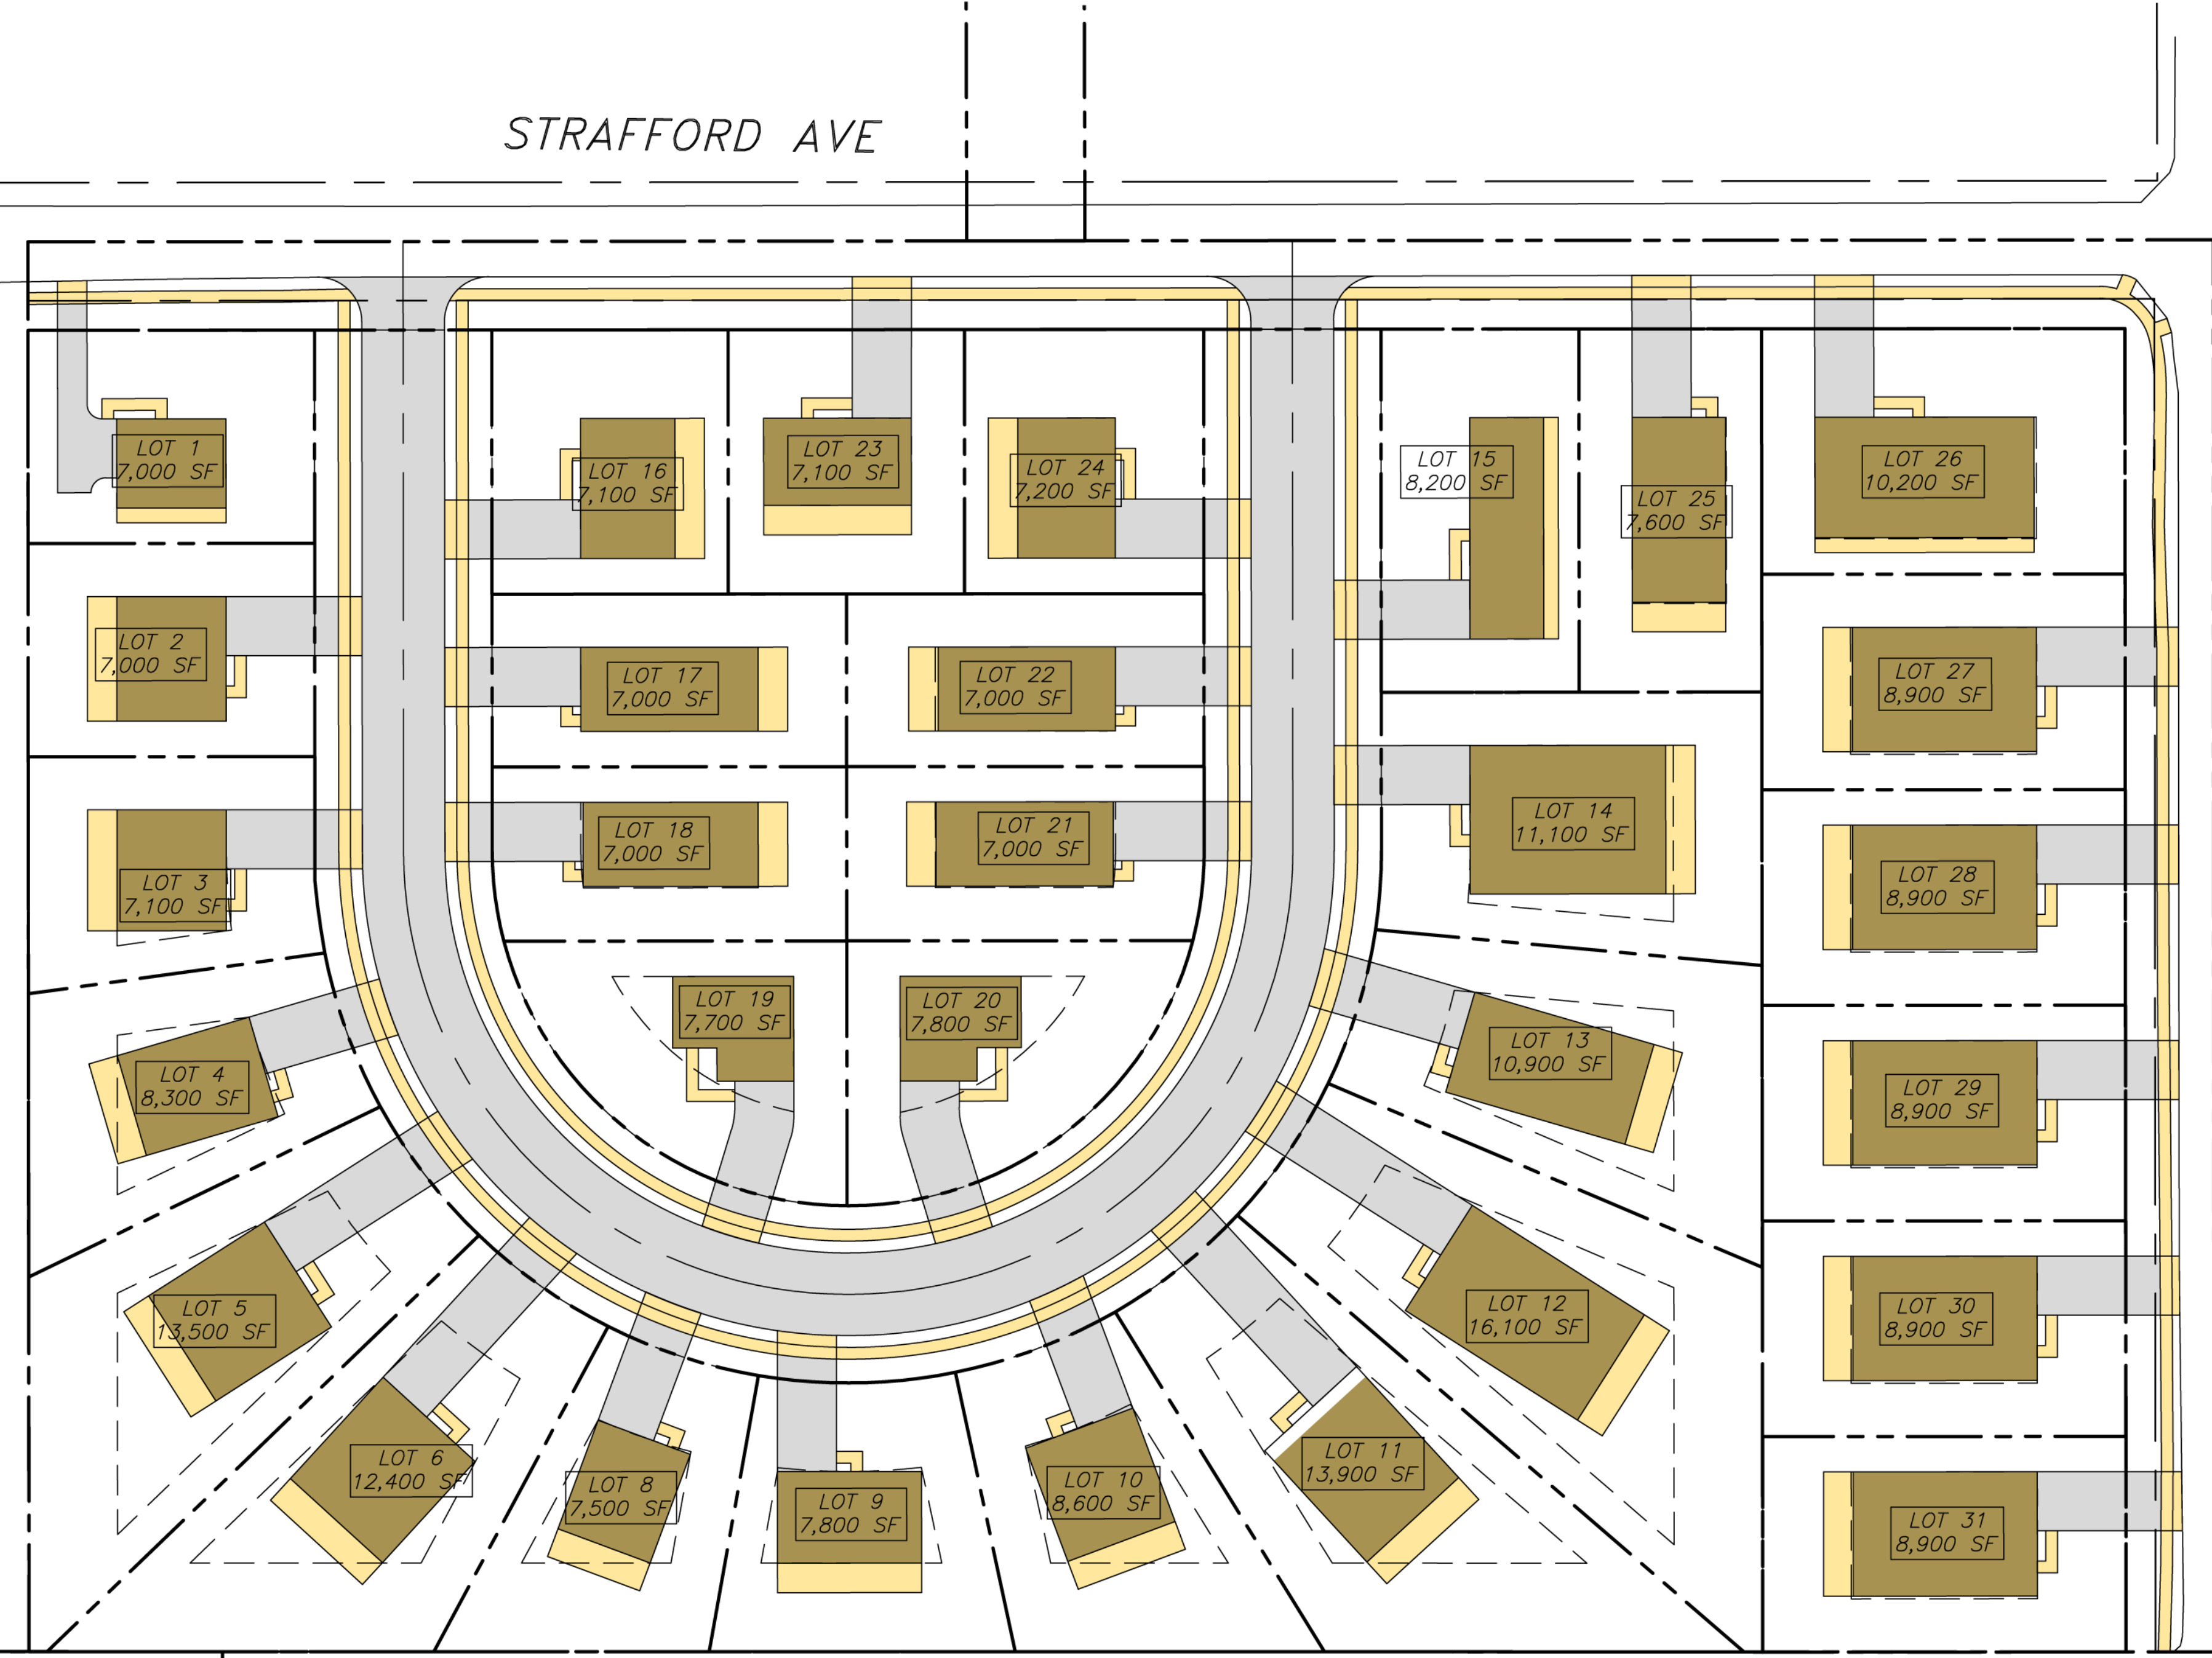 STRAFFORD AVE
LOT 1
7,000 SF
LOT 16
7,100 SF
LOT 23
7,100 SF
LOT 24
7,200 SF
LOT 15
8,200 SF
LOT 25
7,600 SF
LOT 26
10,200 SF
LOT 2
7,000 SF
LOT 17
7,000 SF
LOT 22
7,000 SF
LOT 27
8,900 SF
LOT 3
7,100 SF
LOT 18
7,000 SF
LOT 21
7,000 SF
LOT 14
11,100 SF
LOT 28
8,900 SF
LOT 4
8,300 SF
LOT 19
7,700 SF
LOT 20
7,800 SF
LOT 13
10,900 SF
LOT 29
8,900 SF
LOT 5
13,500 SF
LOT 12
16,100 SF
LOT 30
8,900 SF
LOT 6
12,400 SF
LOT 8
7,500 SF
LOT 9
7,800 SF
LOT 10
8,600 SF
LOT 11
13,900 SF
LOT 31
8,900 SF